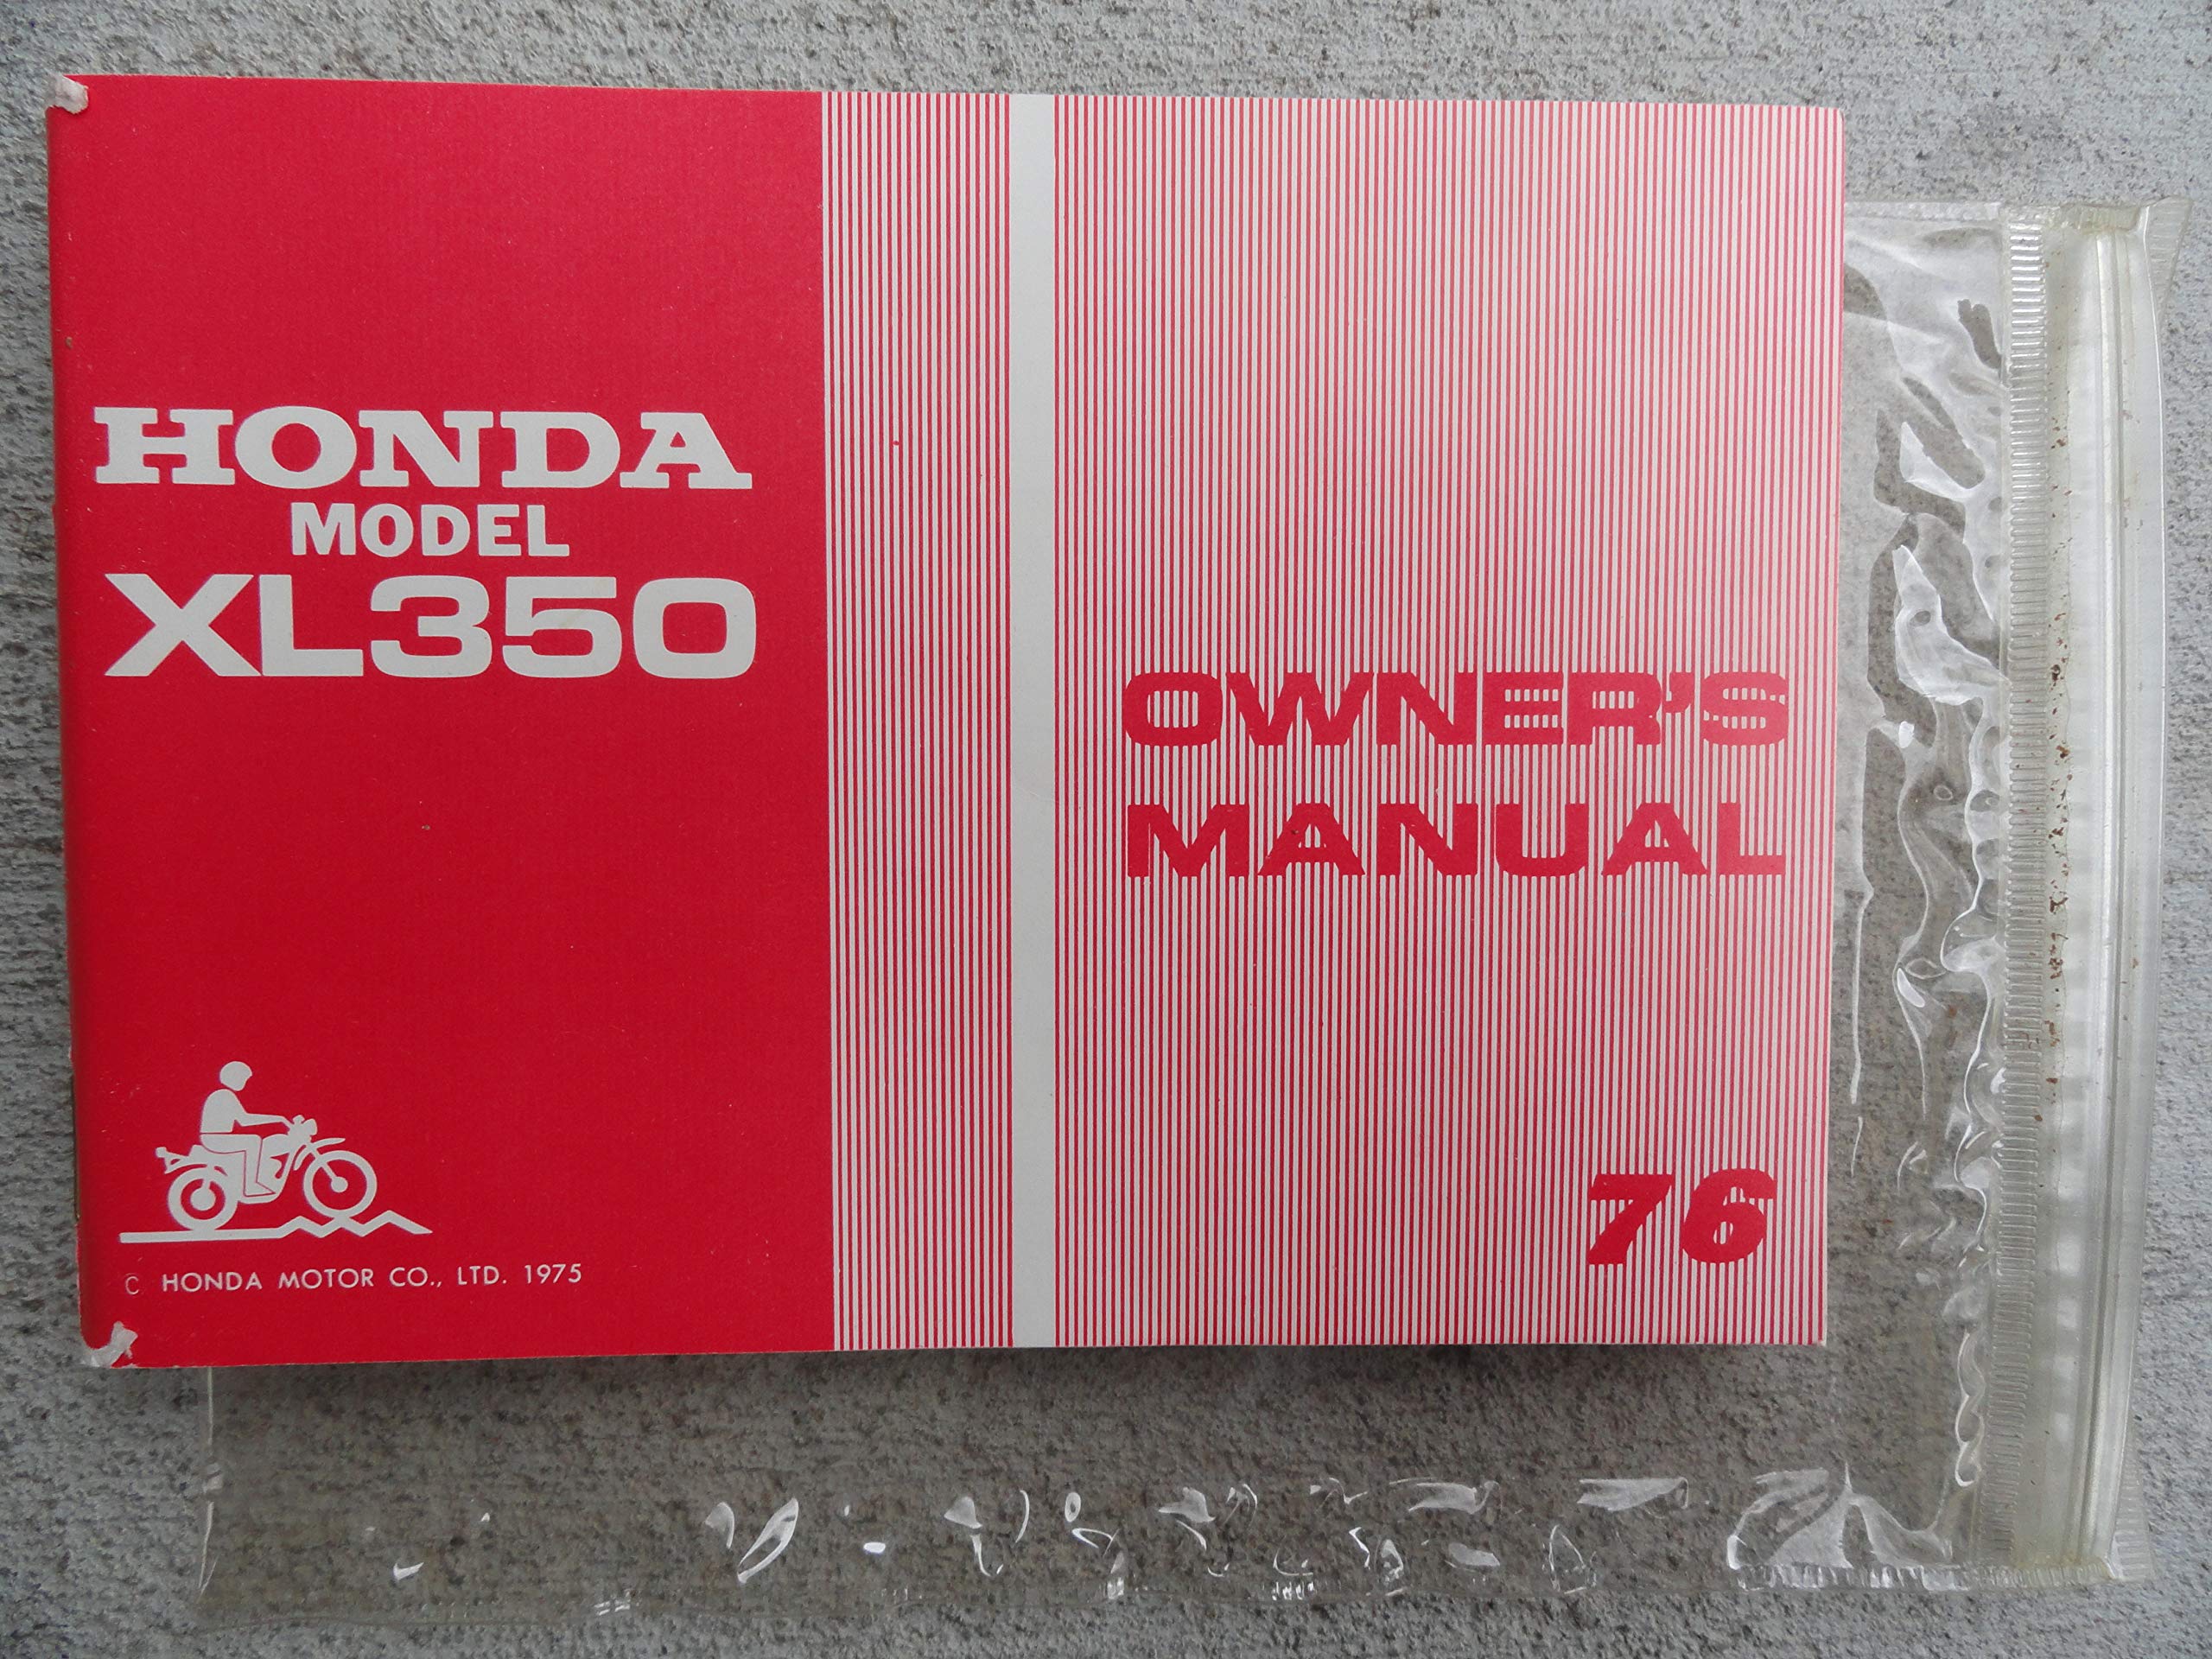 HONDA
MODEL
XL350
OWNER'S
MANUAL
76
C HONDA MOTOR CO., LTD. 1975